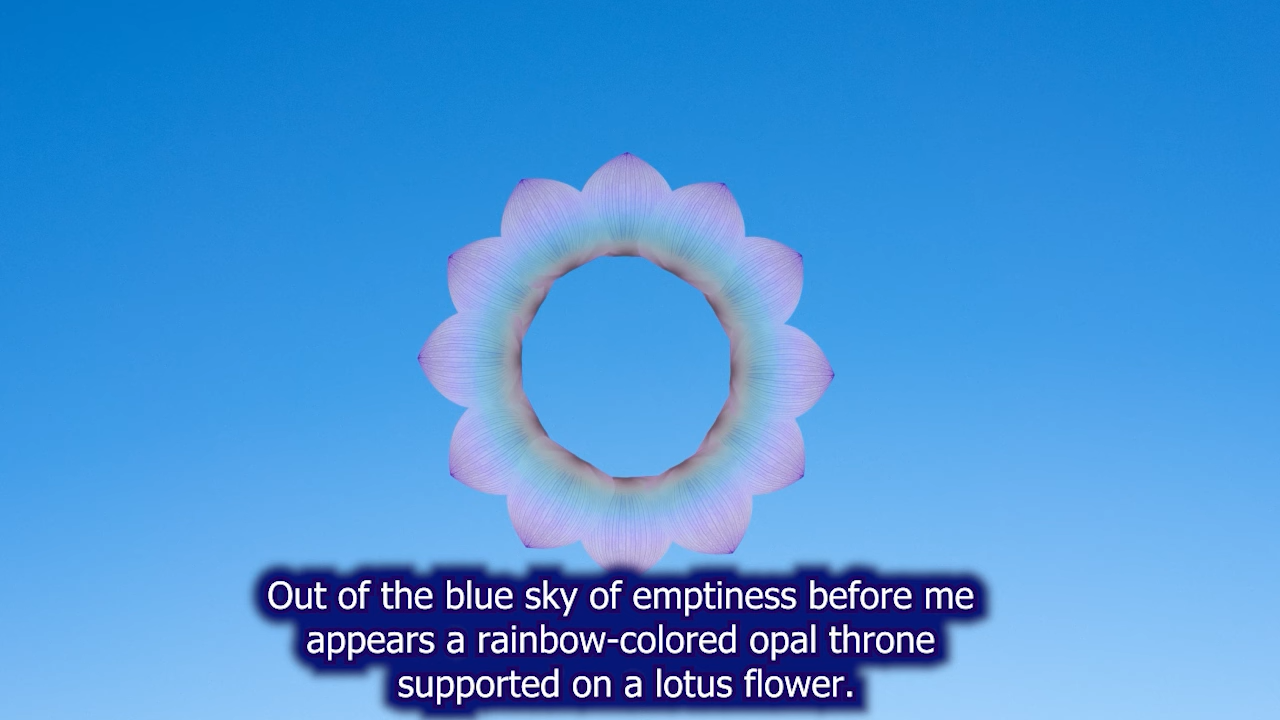 Out of the blue sky of emptiness before me
appears a rainbow-colored opal throne
supported on a lotus flower.